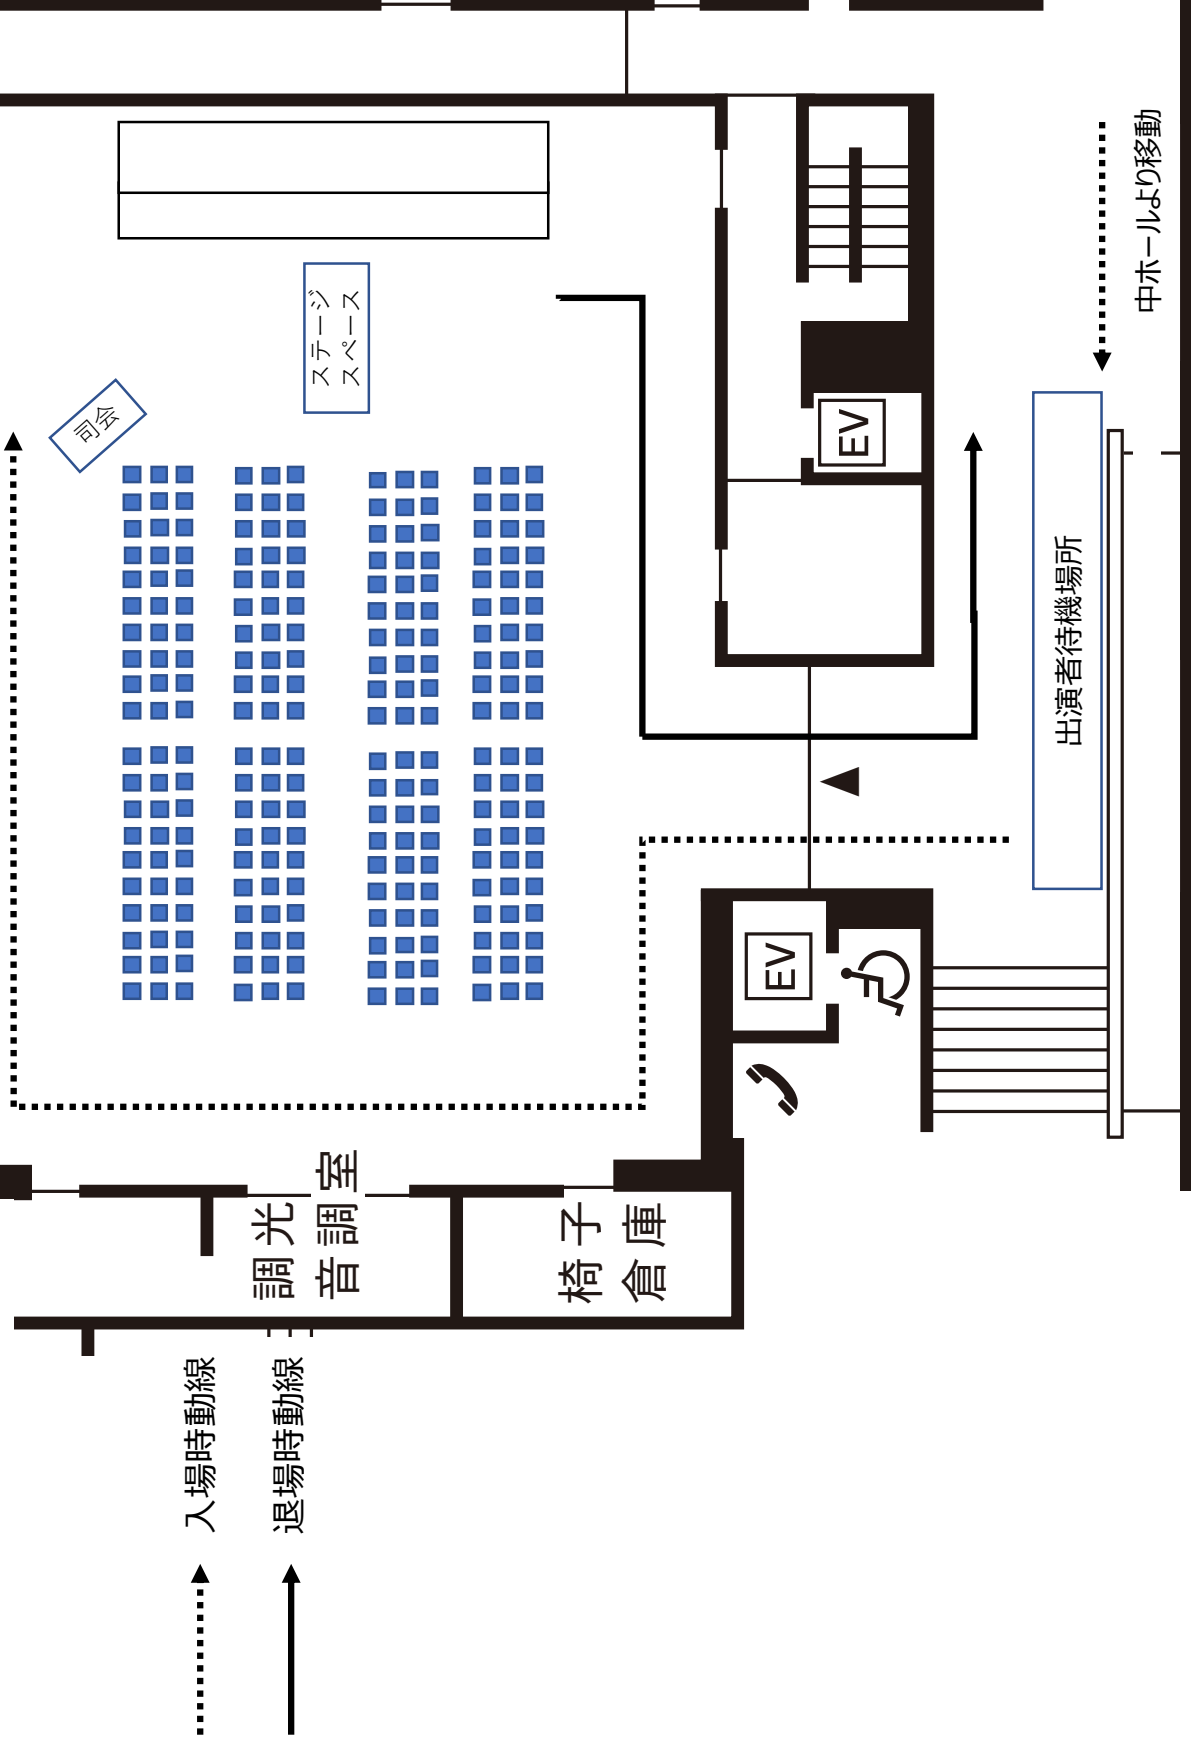 中ホールより移動
ステージ
スペース
司会
EV
出演者待機場所
EV
調光
音調室
椅子
倉庫
入場時動線
退場時動線